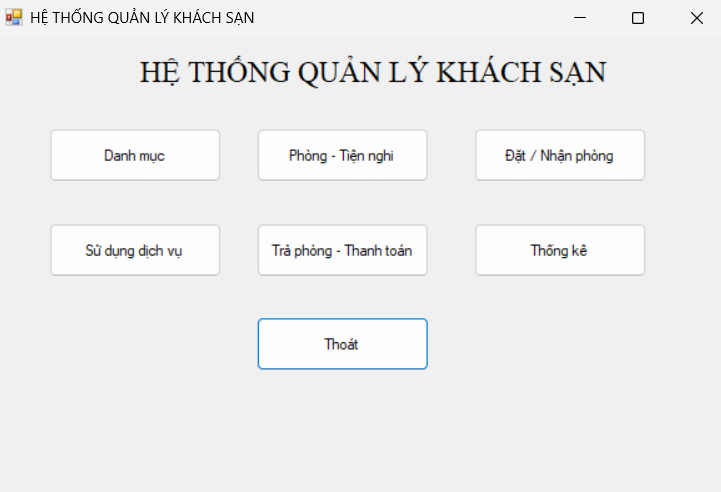 HỆ THỐNG QUẢN LÝ KHÁCH SẠN
HỆ THỐNG QUẢN LÝ KHÁCH SẠN
Danh mục
Phòng - Tiện nghi
Đặt / Nhận phòng
Sử dụng dịch vụ
Trả phòng - Thanh toán
Thống kê
Thoát